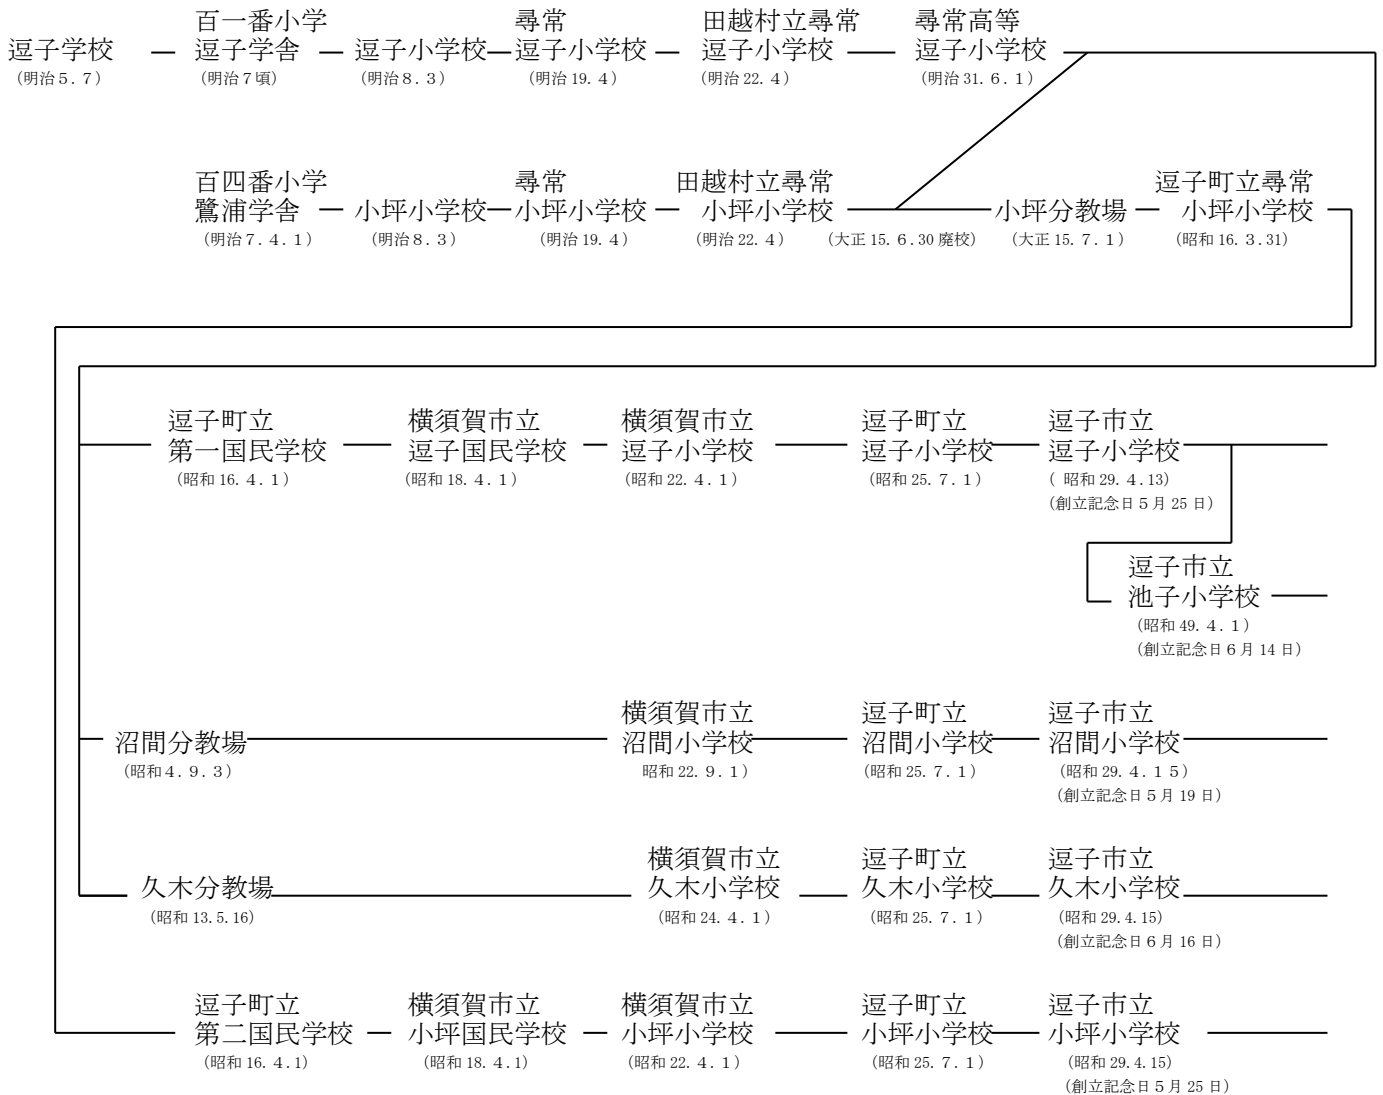 百一番小学
尋常
田越村立尋常
尋常高等
逗子学校
逗子学舎
逗子小学校
逗子小学校
逗子小学校
逗子小学校
（明治５．７）
（明治７頃）
（明治８．３）
（明治 19．４）
（明治 22．４）
（明治 31．６．１）
百四番小学
尋常
田越村立尋常
逗子町立尋常
鷺浦学舎
小坪小学校
小坪小学校
小坪小学校
小坪分教場
小坪小学校
（明治７．４．１）
（明治８．３）
（明治 19．４）
（明治 22．４）
（大正 15．６．30 廃校）
（大正 15．７．１）
（昭和 16．３．31）
逗子町立
横須賀市立
横須賀市立
逗子町立
逗子市立
第一国民学校
逗子国民学校
逗子小学校
逗子小学校
逗子小学校
（昭和 16．４．１）
（昭和 18．４．１）
（昭和 22．４．１）
（昭和 25．７．１）
（ 昭和 29．４．13）
（創立記念日５月 25 日）
逗子市立
池子小学校
（昭和 49．４．１）
（創立記念日６月 14 日）
横須賀市立
逗子町立
逗子市立
沼間分教場
沼間小学校
沼間小学校
沼間小学校
（昭和４．９．３）
昭和 22．９．１）
（昭和 25．７．１）
（昭和 29．４．１５）
（創立記念日５月 19 日）
横須賀市立
逗子町立
逗子市立
久木分教場
久木小学校
久木小学校
久木小学校
（昭和 13.５.16）
（昭和 24．４．１）
（昭和 25．７．１）
（昭和 29.４.15）
（創立記念日６月 16 日）
逗子町立
横須賀市立
横須賀市立
逗子町立
逗子市立
第二国民学校
小坪国民学校
小坪小学校
小坪小学校
小坪小学校
（昭和 16．４.１）
（昭和 18．４.１）
（昭和 22．４．１）
（昭和 25．７．１）
（昭和 29.４.15）
（創立記念日５月 25 日）